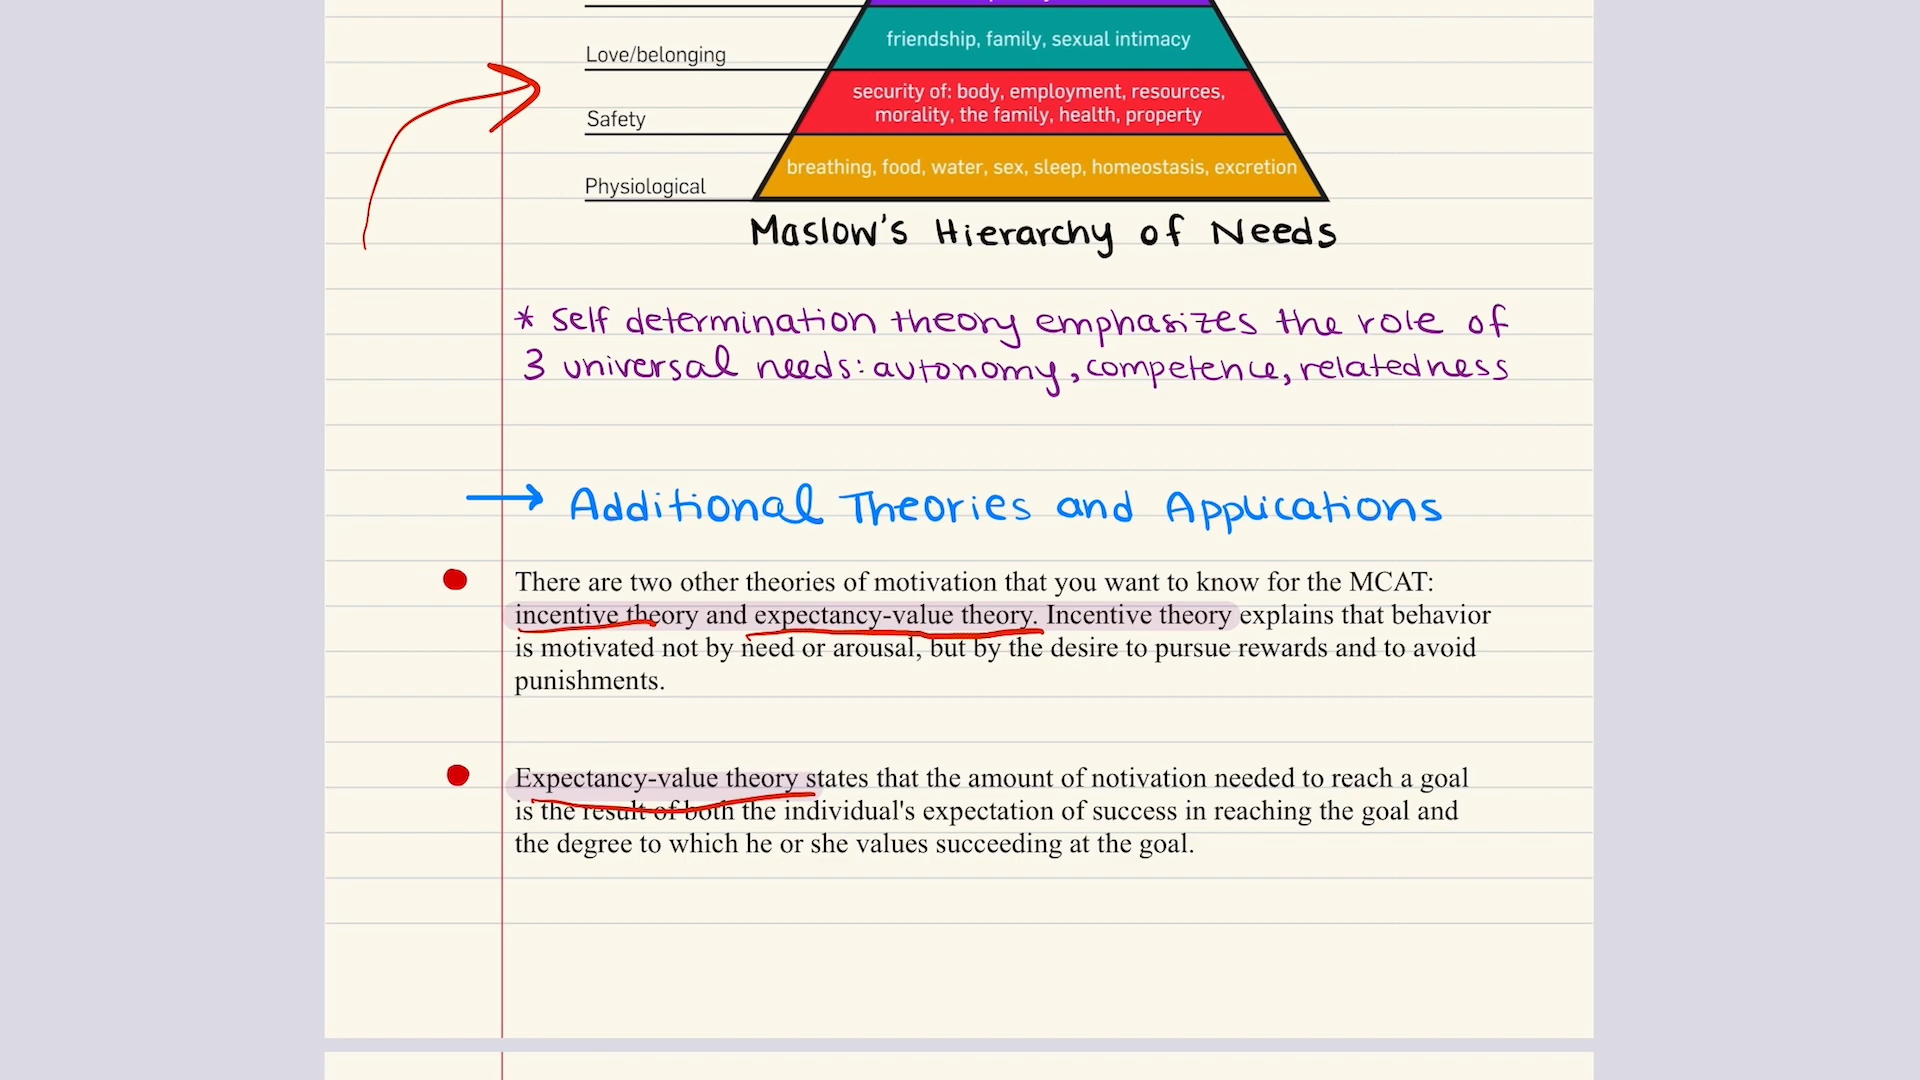 friendship, family, sexual intimacy
Love/belonging
security of: body, employment, resources,
morality, the family, health, property
Safety
breathing, food, water, sex, sleep, homeostasis, excretion
Physiological
Maslow's Hierarchy of Needs
* Self determination theory emphasizes the role of
3 universal needs: autonomy, competence, relatedness
→ Additional Theories and Applications
There are two other theories of motivation that you want to know for the MCAT:
incentive theory and expectancy-value theory. Incentive theory explains that behavior
is motivated not by need or arousal, but by the desire to pursue rewards and to avoid
punishments.
Expectancy-value theory states that the amount of notivation needed to reach a goal
is the result of both the individual's expectation of success in reaching the goal and
the degree to which he or she values succeeding at the goal.